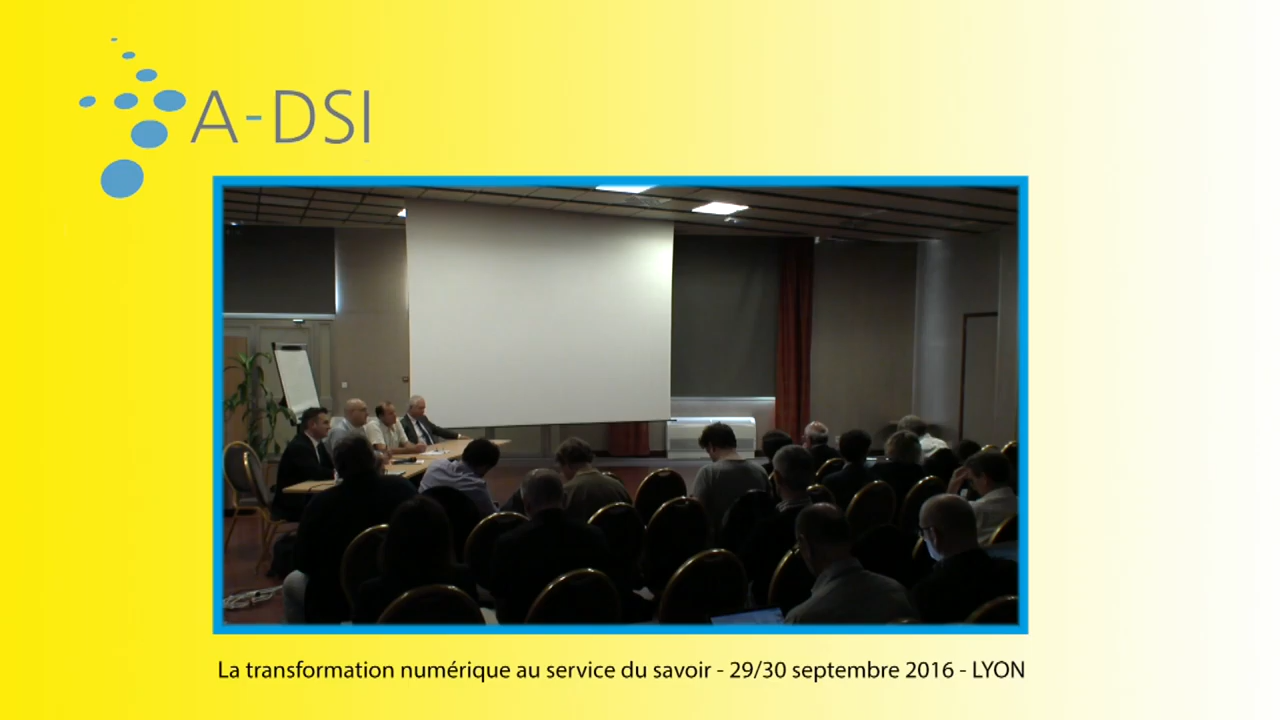 A-DSI
La transformation numérique au service du savoir - 29/30 septembre 2016 - LYON